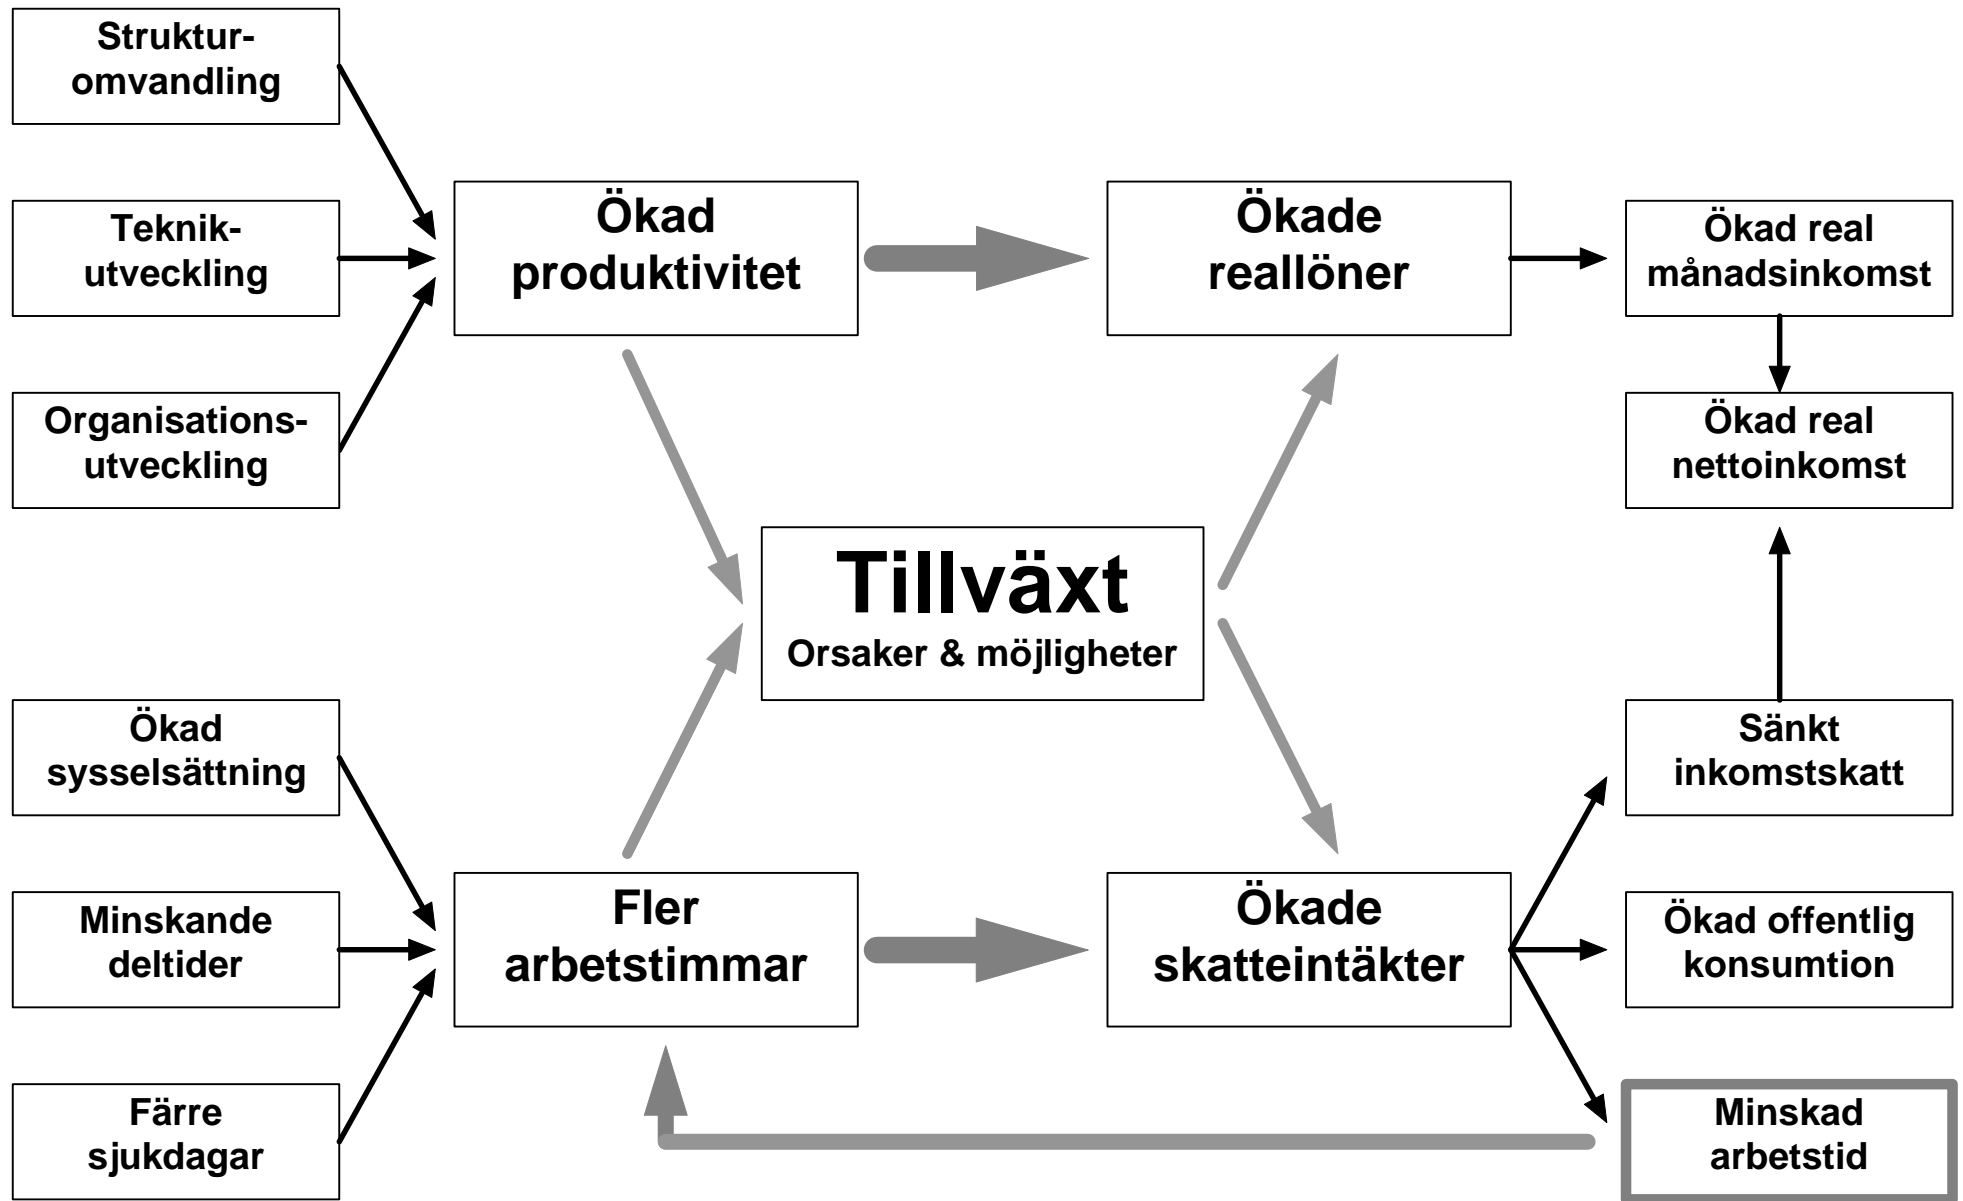 Struktur-
omvandling
Teknik-
utveckling
Organisations-
utveckling
Ökad
sysselsättning
Minskande
deltider
Färre
sjukdagar
Ökad
produktivitet
Fler
arbetstimmar
Tillväxt
Orsaker & möjligheter
Ökade
reallöner
Ökade
skatteintäkter
Ökad real
månadsinkomst
Ökad real
nettoinkomst
Sänkt
inkomstskatt
Ökad offentlig
konsumtion
Minskad
arbetstid